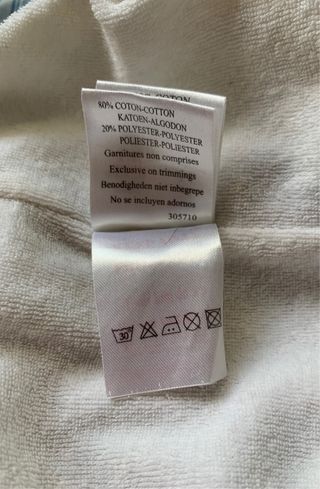 COTON
80% COTON-COTTON
KATOEN-ALGODON
20% POLYESTER-POLYESTER
POLIESTER-POLIESTER
Garnitures non comprises
Exclusive on trimmings
Benodigheden niet inbegrepe
No se incluyen adornos
305710
30